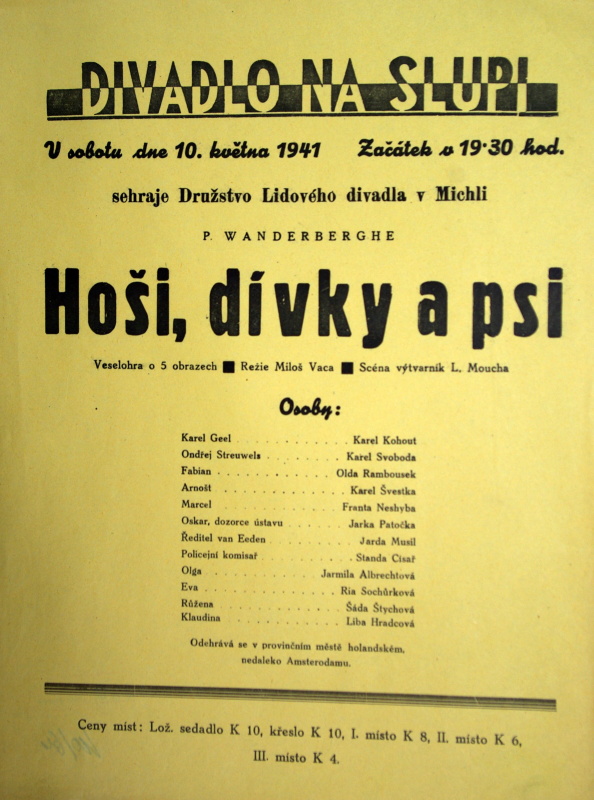 DIVADLO NA SLUPI
V sobotu dne 10. května 1941 Začátek v 19·30 hod.
sehraje Družstvo Lidového divadla v Michli
P. WANDERBERGHE
Hoši, dívky a psi
Veselohra o 5 obrazech ■ Režie Miloš Vaca ■ Scéna výtvarník L. Moucha
Osoby:
Karel Geel . . . . . . . . . . . . Karel Kohout
Ondřej Streuwels . . . . . . . . Karel Svoboda
Fabian . . . . . . . . . . . . Olda Rambousek
Arnošt . . . . . . . . . . . . . Karel Švestka
Marcel . . . . . . . . . . . . Franta Neshyba
Oskar, dozorce ústavu . . . . . . Jarka Patočka
Ředitel van Eeden . . . . . . . . . Jarda Musil
Policejní komisař . . . . . . . . . Standa Císař
Olga . . . . . . . . . . . Jarmila Albrechtová
Eva . . . . . . . . . . . . . Ria Sochůrková
Růžena . . . . . . . . . . . . Šáda Štychová
Klaudina . . . . . . . . . . . Liba Hradcová
Odehrává se v provinčním městě holandském,
nedaleko Amsterodamu.
Ceny míst: Lož. sedadlo K 10, křeslo K 10, I. místo K 8, II. místo K 6,
III. místo K 4.